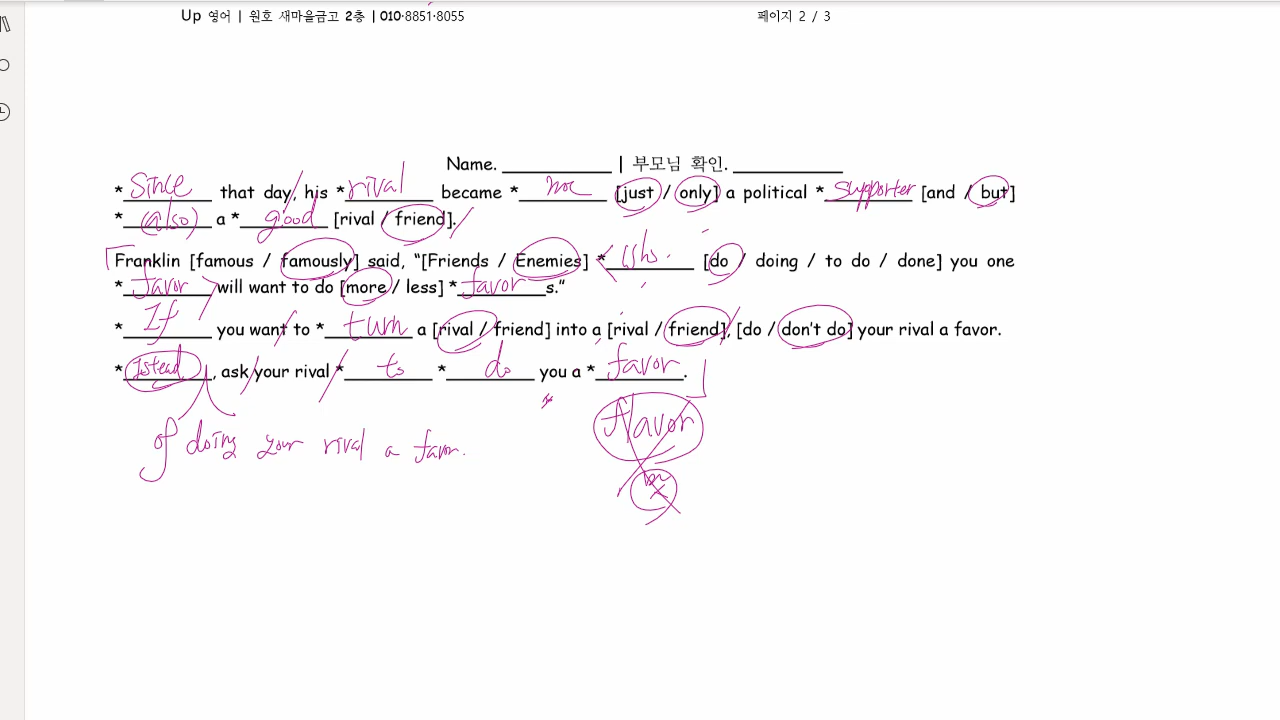 Up 영어 | 원호 새마을금고 2층 | 010·8851·8055 페이지 2 / 3
Name. ____________ | 부모님 확인. ____________
* Since that day, his * rival became * not [just / only] a political * supporter [and / but]
* (also) a * good [rival / friend].
Franklin [famous / famously] said, “[Friends / Enemies] * who [do / doing / to do / done] you one
* favor will want to do [more / less] * favor s.”
* If you want to * turn a [rival / friend] into a [rival / friend], [do / don't do] your rival a favor.
* Istead, ask your rival * to * do you a * favor.
flavor
of doing your rival a favor.